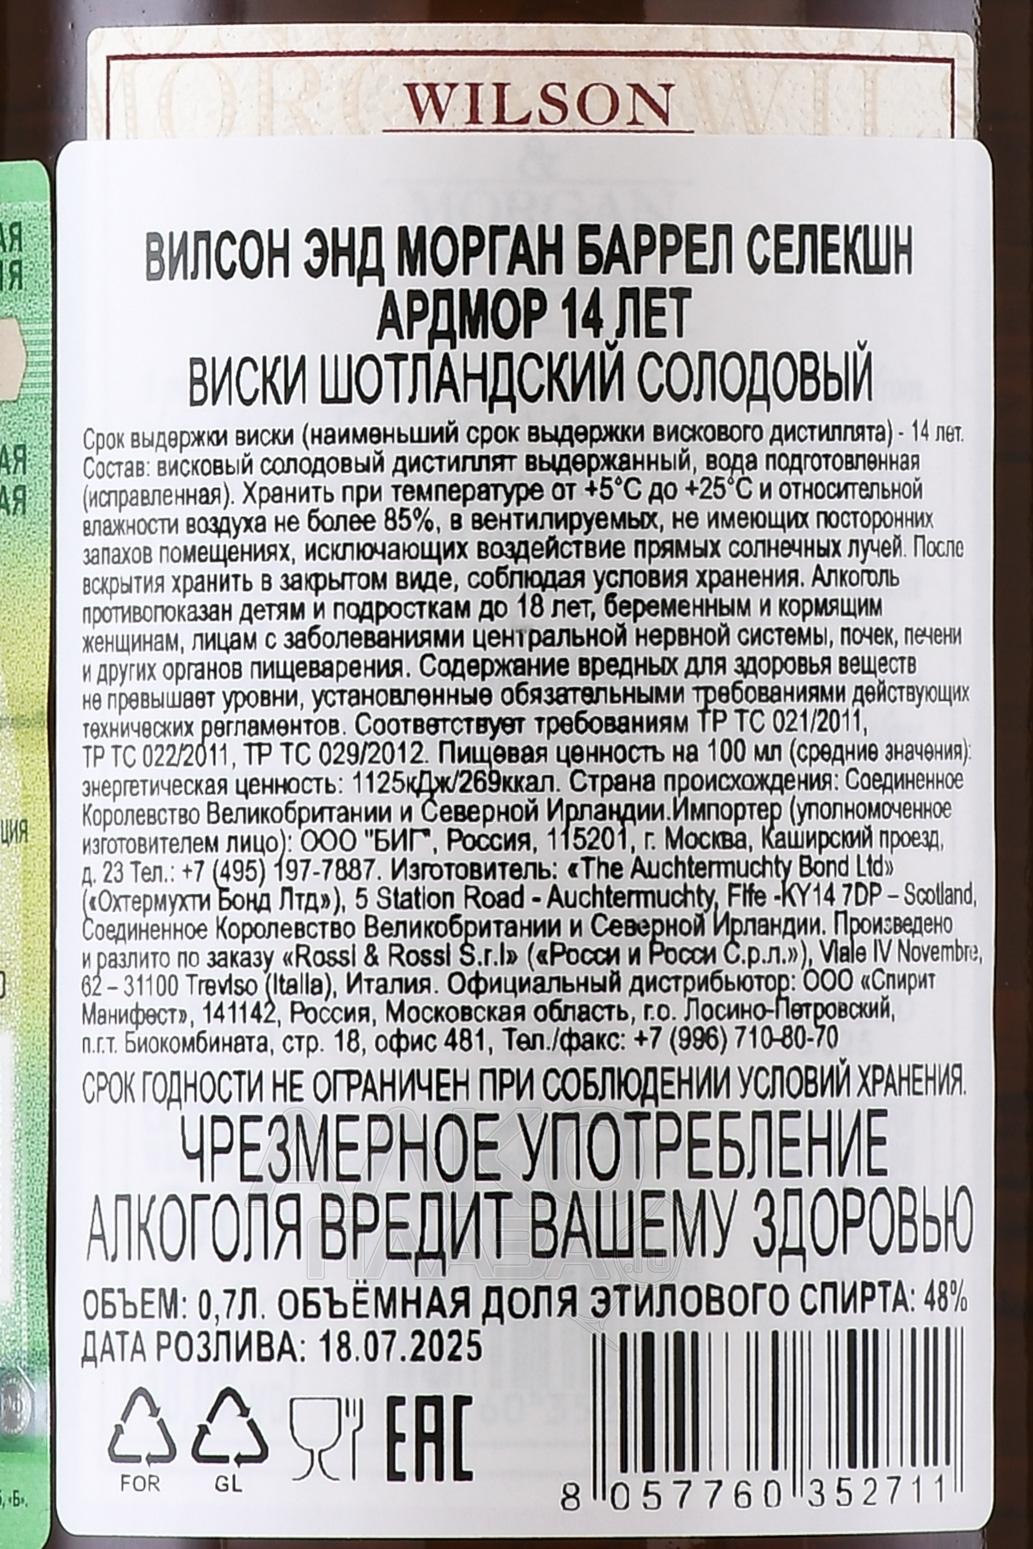 WILSON
ВИЛСОН ЭНД МОРГАН БАРРЕЛ СЕЛЕКШН
АРДМОР 14 ЛЕТ
ВИСКИ ШОТЛАНДСКИЙ СОЛОДОВЫЙ
Срок выдержки виски (наименьший срок выдержки вискового дистиллята) - 14 лет.
Состав: висковый солодовый дистиллят выдержанный, вода подготовленная
(исправленная). Хранить при температуре от +5°С до +25°С и относительной
влажности воздуха не более 85%, в вентилируемых, не имеющих посторонних
запахов помещениях, исключающих воздействие прямых солнечных лучей. После
вскрытия хранить в закрытом виде, соблюдая условия хранения. Алкоголь
противопоказан детям и подросткам до 18 лет, беременным и кормящим
женщинам, лицам с заболеваниями центральной нервной системы, почек, печени
и других органов пищеварения. Содержание вредных для здоровья веществ
не превышает уровни, установленные обязательными требованиями действующих
технических регламентов. Соответствует требованиям ТР ТС 021/2011,
ТР ТС 022/2011, ТР ТС 029/2012. Пищевая ценность на 100 мл (средние значения):
энергетическая ценность: 1125кДж/269ккал. Страна происхождения: Соединенное
Королевство Великобритании и Северной Ирландии.Импортер (уполномоченное
изготовителем лицо): ООО "БИГ", Россия, 115201, г. Москва, Каширский проезд,
д. 23 Тел.: +7 (495) 197-7887. Изготовитель: «The Auchtermuchty Bond Ltd»
(«Охтермухти Бонд Лтд»), 5 Station Road - Auchtermuchty, Fife -KY14 7DP – Scotland,
Соединенное Королевство Великобритании и Северной Ирландии. Произведено
и разлито по заказу «Rossi & Rossi S.r.l» («Росси и Росси С.р.л.»), Viale IV Novembre,
62 – 31100 Treviso (Italia), Италия. Официальный дистрибьютор: ООО «Спирит
Манифест», 141142, Россия, Московская область, г.о. Лосино-Петровский,
п.г.т. Биокомбината, стр. 18, офис 481, Тел./факс: +7 (996) 710-80-70
СРОК ГОДНОСТИ НЕ ОГРАНИЧЕН ПРИ СОБЛЮДЕНИИ УСЛОВИЙ ХРАНЕНИЯ.
ЧРЕЗМЕРНОЕ УПОТРЕБЛЕНИЕ
АЛКОГОЛЯ ВРЕДИТ ВАШЕМУ ЗДОРОВЬЮ
ОБЪЕМ: 0,7Л. ОБЪЁМНАЯ ДОЛЯ ЭТИЛОВОГО СПИРТА: 48%
ДАТА РОЗЛИВА: 18.07.2025
FOR GL EAC
8 057760 352711